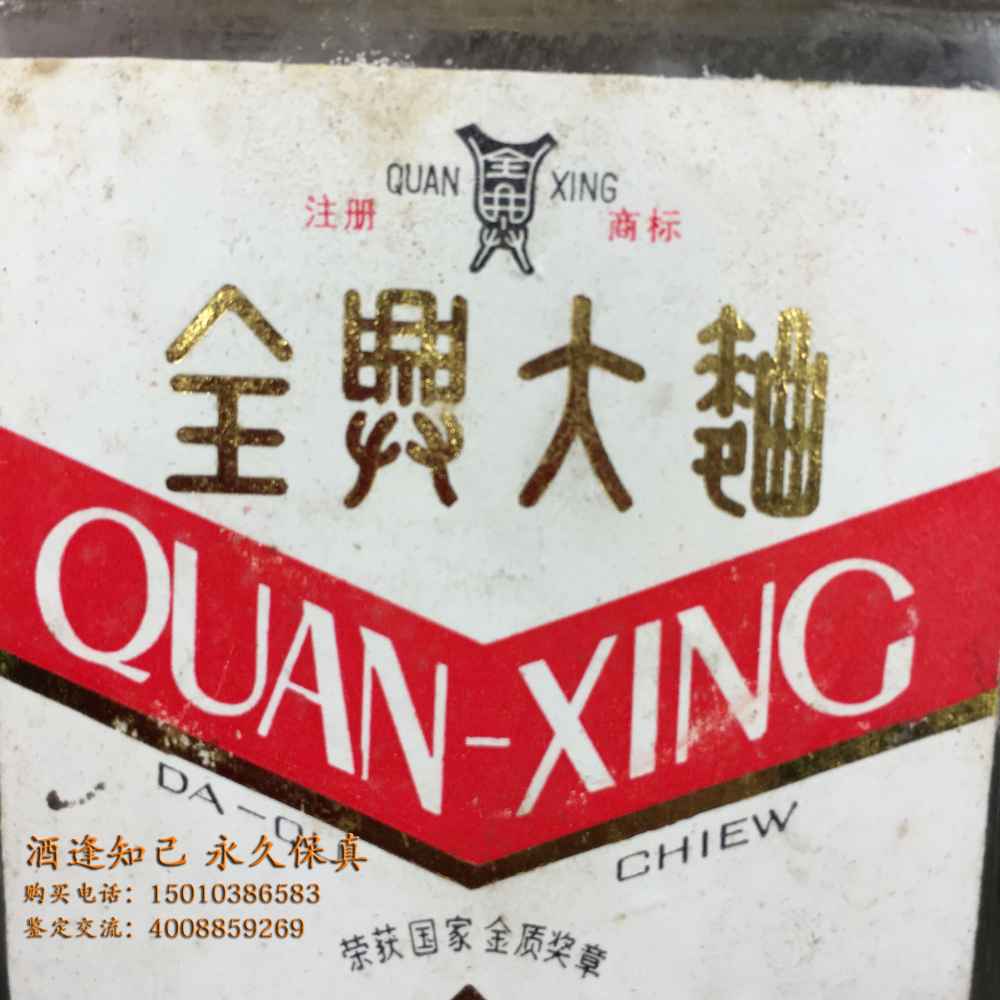 QUAN XING
注册 商标
全興
全興大麯
QUAN-XING
DA-Q
CHIEW
酒逢知己 永久保真
购买电话：15010386583
鉴定交流：4008859269
荣获国家金质奖章